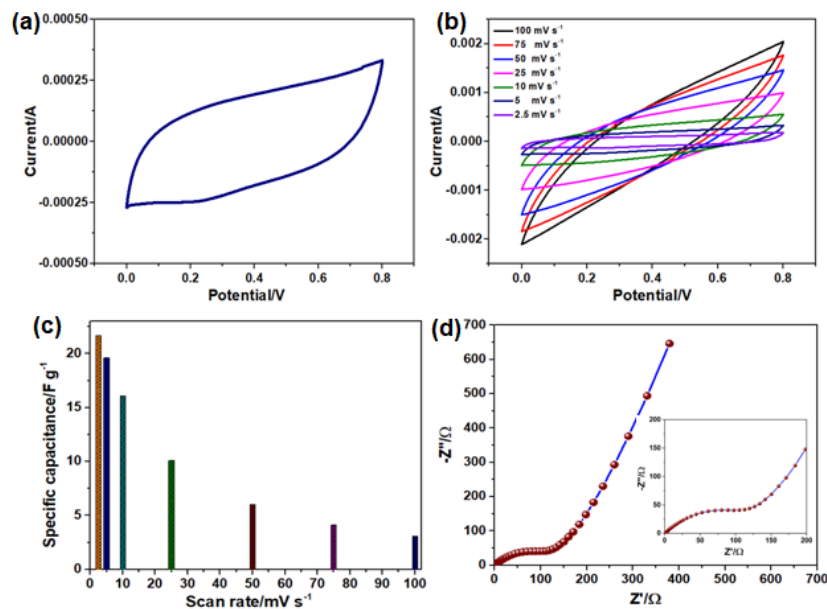 (a)
0.00050
0.00025
0.00000
-0.00025
-0.00050
Current/A
0.0
0.2
0.4
0.6
0.8
Potential/V
(b)
100 mV s⁻¹
75 mV s⁻¹
50 mV s⁻¹
25 mV s⁻¹
10 mV s⁻¹
5 mV s⁻¹
2.5 mV s⁻¹
0.002
0.001
0.000
-0.001
-0.002
Current/A
0.0
0.2
0.4
0.6
0.8
Potential/V
(c)
20
15
10
5
0
Specific capacitance/F g⁻¹
0 10 20 30 40 50 60 70 80 90 100
Scan rate/mV s⁻¹
(d)
700
600
500
400
300
200
100
0
-Z''/Ω
0 100 200 300 400 500 600 700
Z'/Ω
200
150
100
50
0
-Z''/Ω
0 50 100 150 200
Z'/Ω